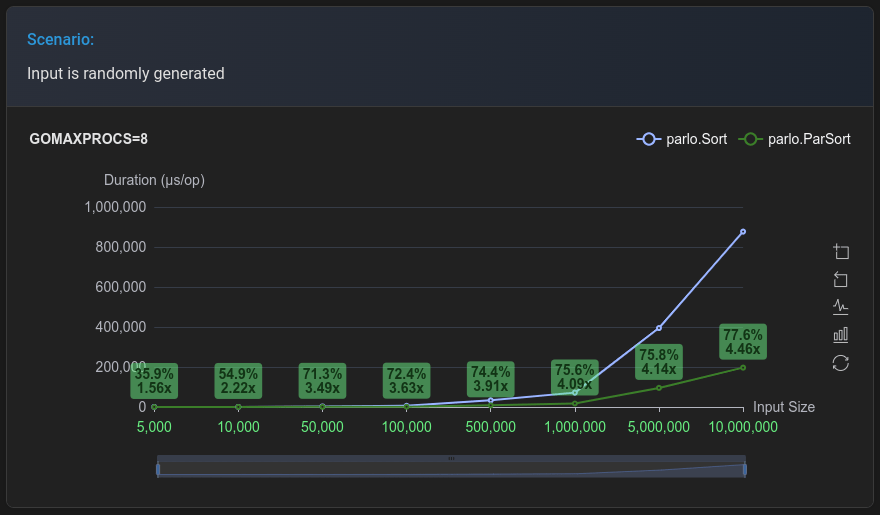 Scenario:
Input is randomly generated
GOMAXPROCS=8
parlo.Sort
parlo.ParSort
Duration (µs/op)
1,000,000
800,000
600,000
400,000
200,000
0
35.9%
1.56x
54.9%
2.22x
71.3%
3.49x
72.4%
3.63x
74.4%
3.91x
75.6%
4.09x
75.8%
4.14x
77.6%
4.46x
Input Size
5,000
10,000
50,000
100,000
500,000
1,000,000
5,000,000
10,000,000